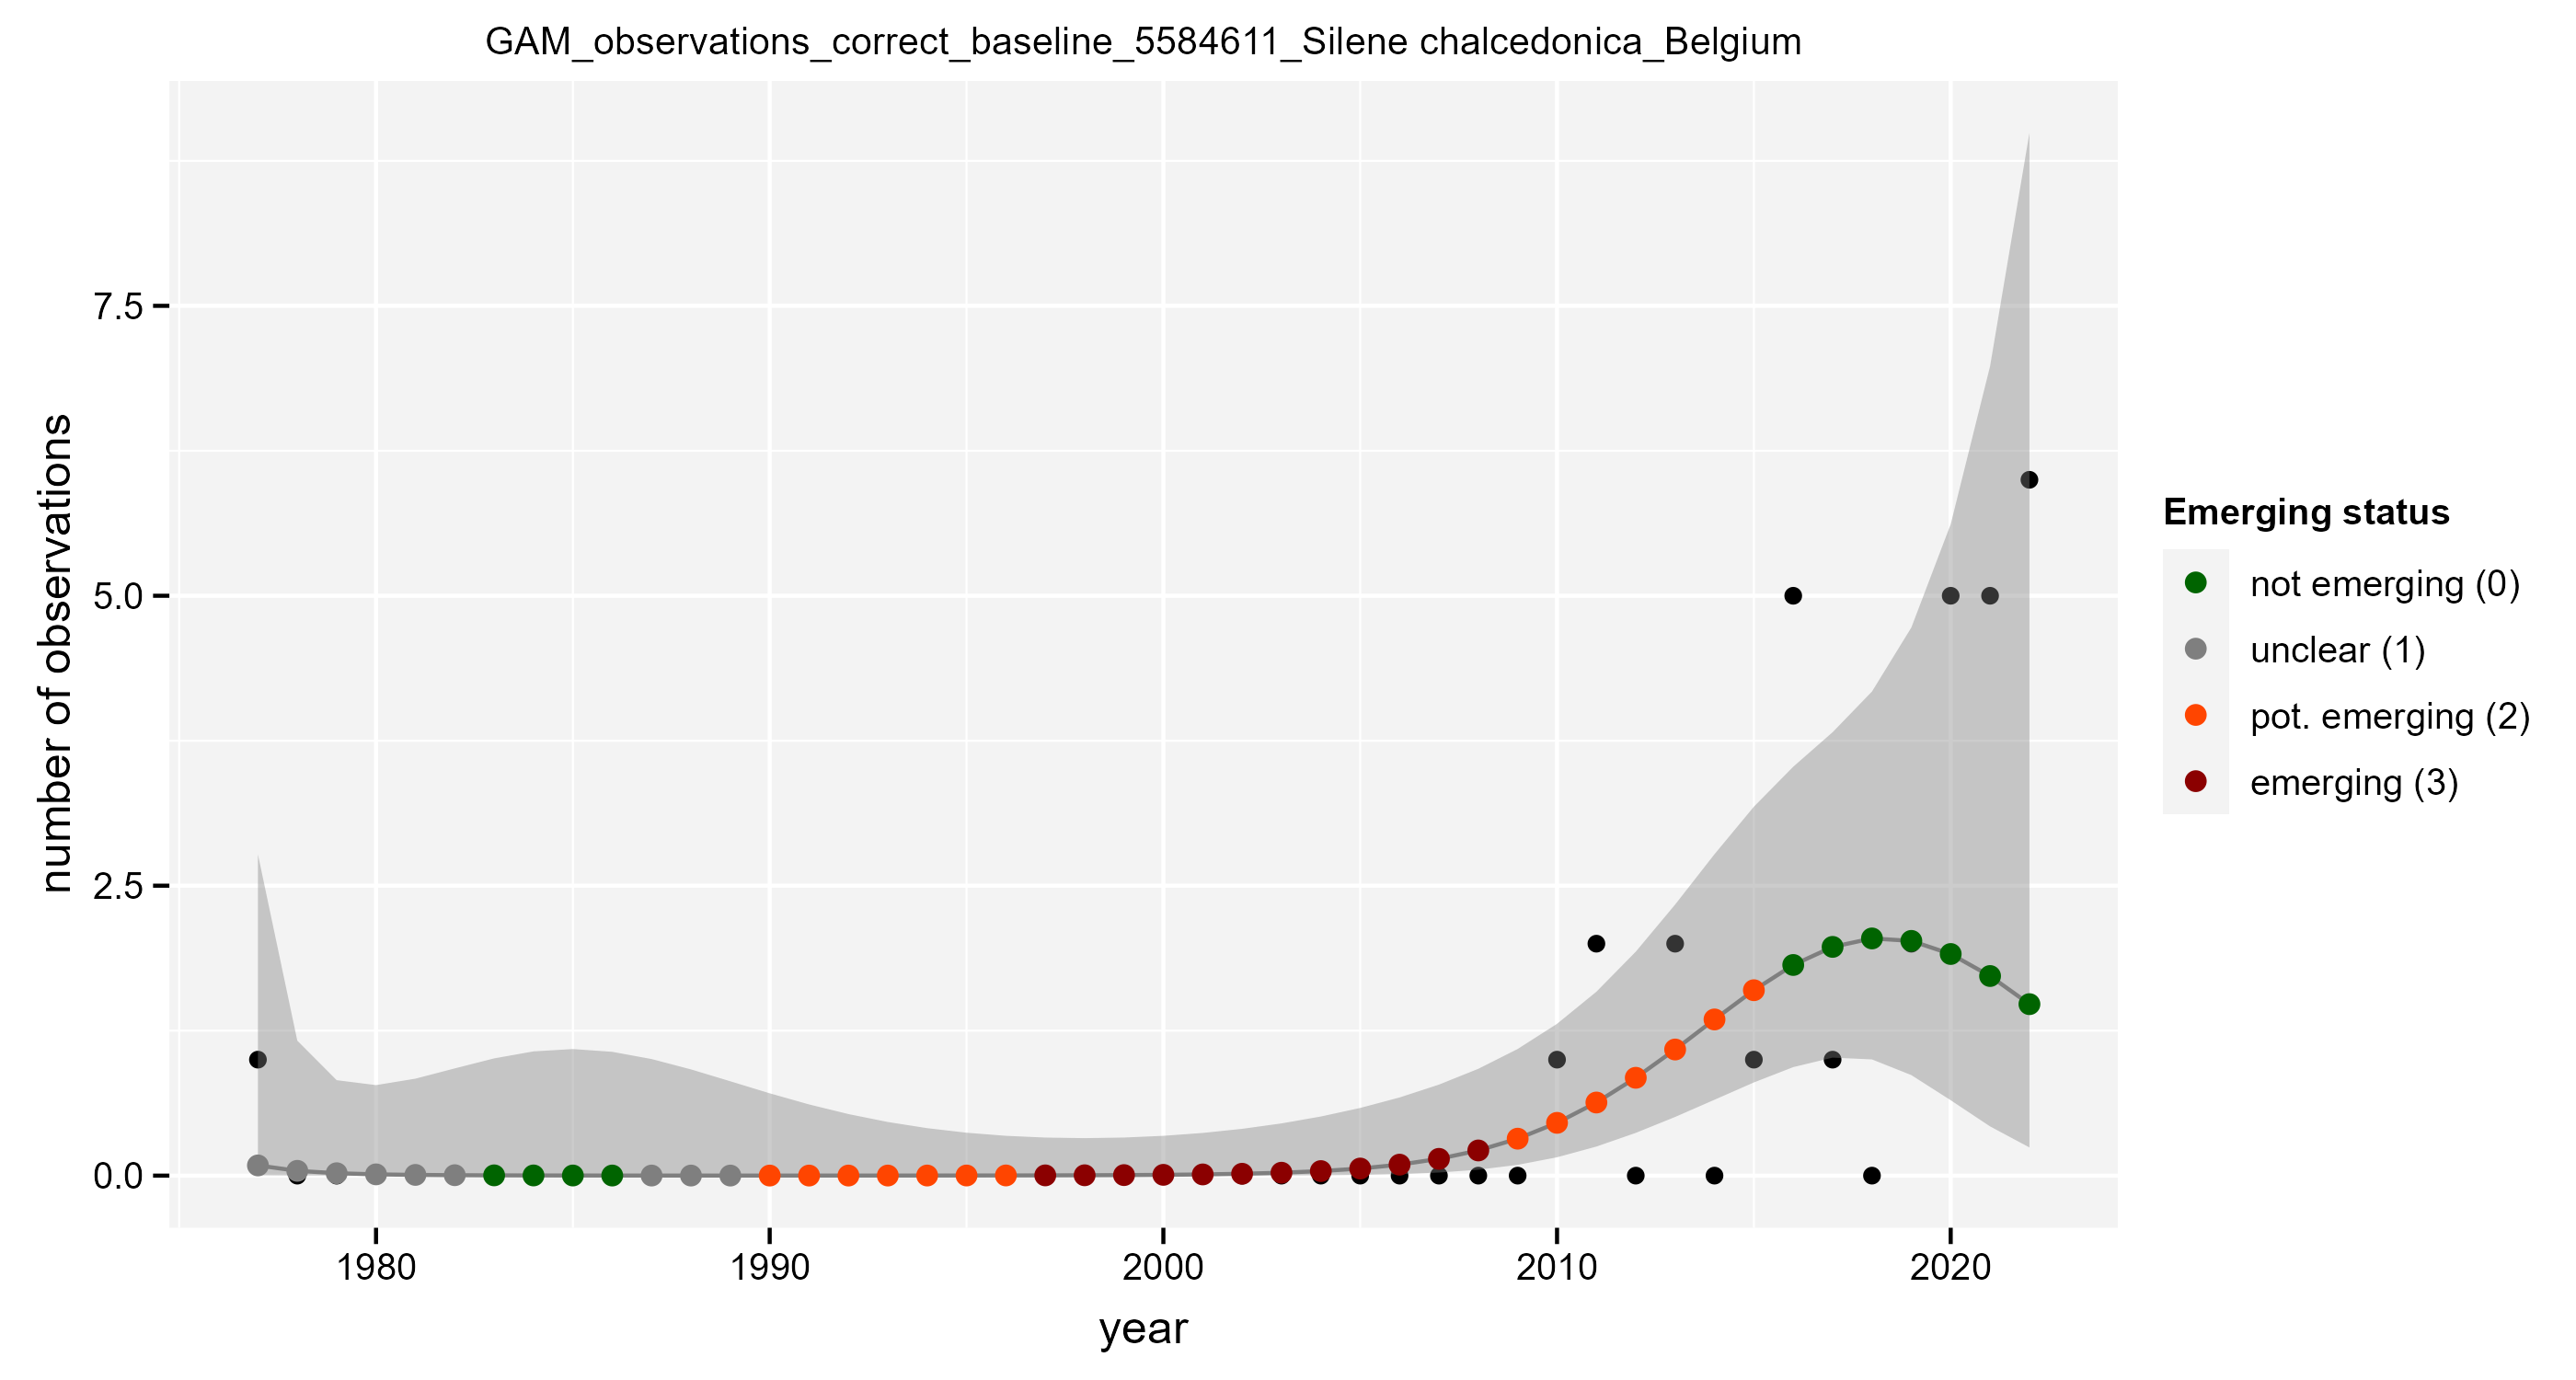 GAM_observations_correct_baseline_5584611_Silene chalcedonica_Belgium
number of observations
7.5
5.0
2.5
0.0
1980
1990
2000
2010
2020
year
Emerging status
not emerging (0)
unclear (1)
pot. emerging (2)
emerging (3)